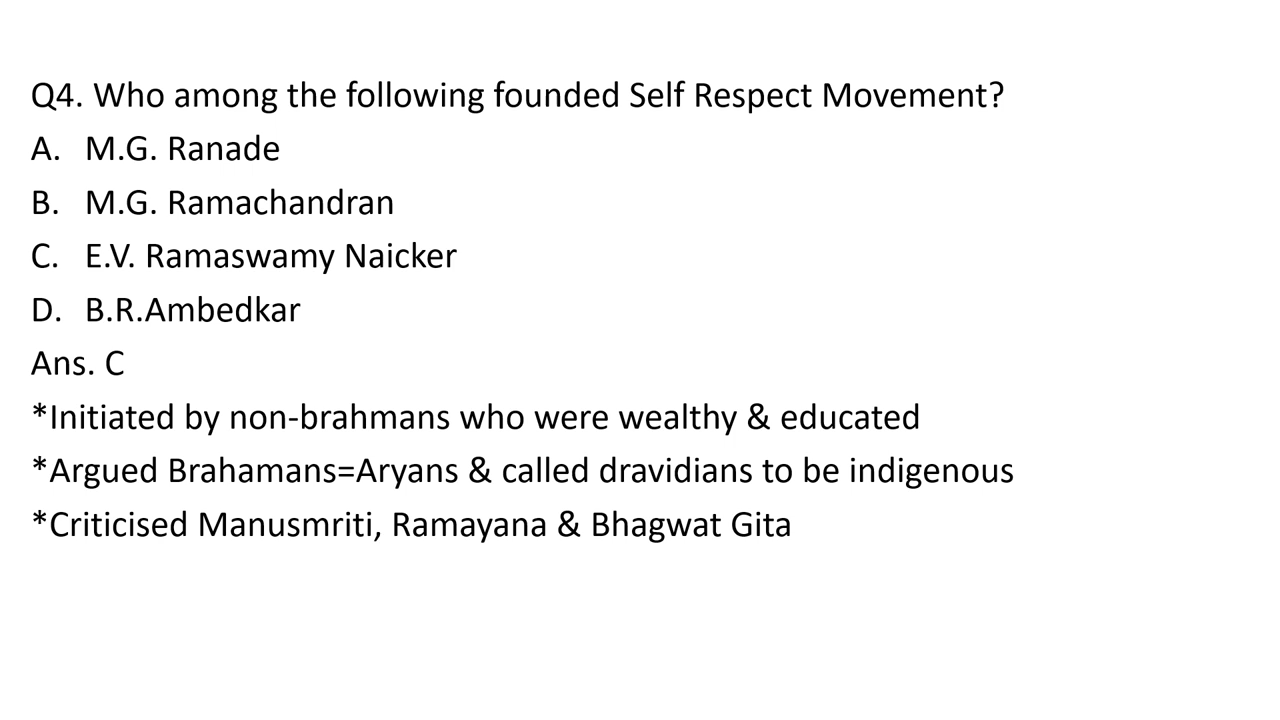 Q4. Who among the following founded Self Respect Movement?
A. M.G. Ranade
B. M.G. Ramachandran
C. E.V. Ramaswamy Naicker
D. B.R.Ambedkar
Ans. C
*Initiated by non-brahmans who were wealthy & educated
*Argued Brahamans=Aryans & called dravidians to be indigenous
*Criticised Manusmriti, Ramayana & Bhagwat Gita